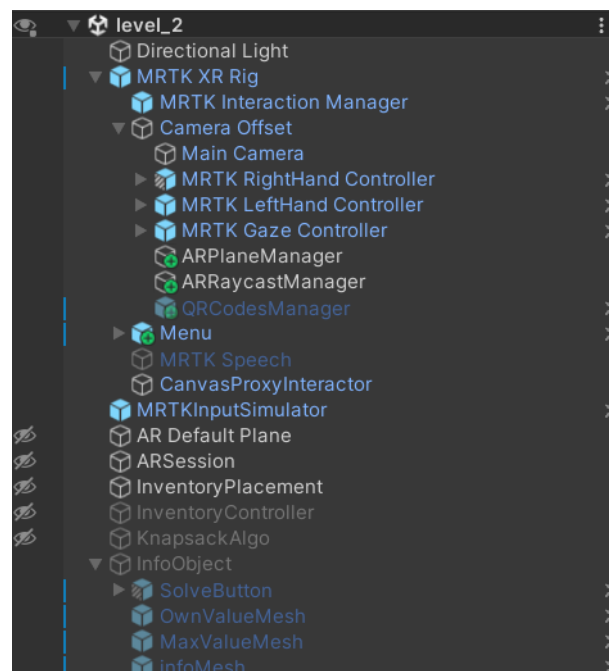 level_2
Directional Light
MRTK XR Rig
MRTK Interaction Manager
Camera Offset
Main Camera
MRTK RightHand Controller
MRTK LeftHand Controller
MRTK Gaze Controller
ARPlaneManager
ARRaycastManager
QRCodesManager
Menu
MRTK Speech
CanvasProxyInteractor
MRTKInputSimulator
AR Default Plane
ARSession
InventoryPlacement
InventoryController
KnapsackAlgo
InfoObject
SolveButton
OwnValueMesh
MaxValueMesh
infoMesh